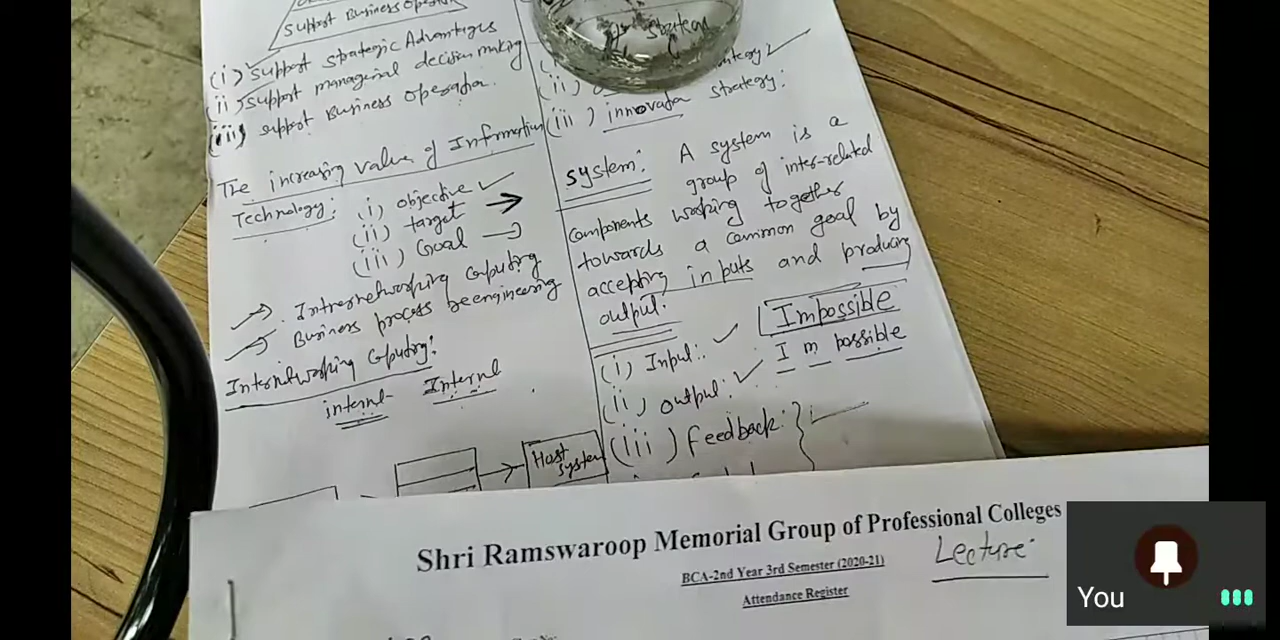 Support Business Operation
(i) Support Strategic Advantages
(ii) Support managerial decision making
(iii) Support Business operation.
The increasing value of Information
Technology:
(i) objective
(ii) target
(iii) Goal
Internetworking Computing
Business process reengineering
Internetworking Computing:
internet Internal
Host
System
(ii)
(iii) innovation strategy:
System: A system is a
group of inter-related
components working together
towards a common goal by
accepting inputs and producing
output:
(i) Input:
(ii) output:
(iii) Feedback:
Impossible
I m possible
Shri Ramswaroop Memorial Group of Professional Colleges
BCA-2nd Year 3rd Semester (2020-21)
Attendance Register
Lecture:
You